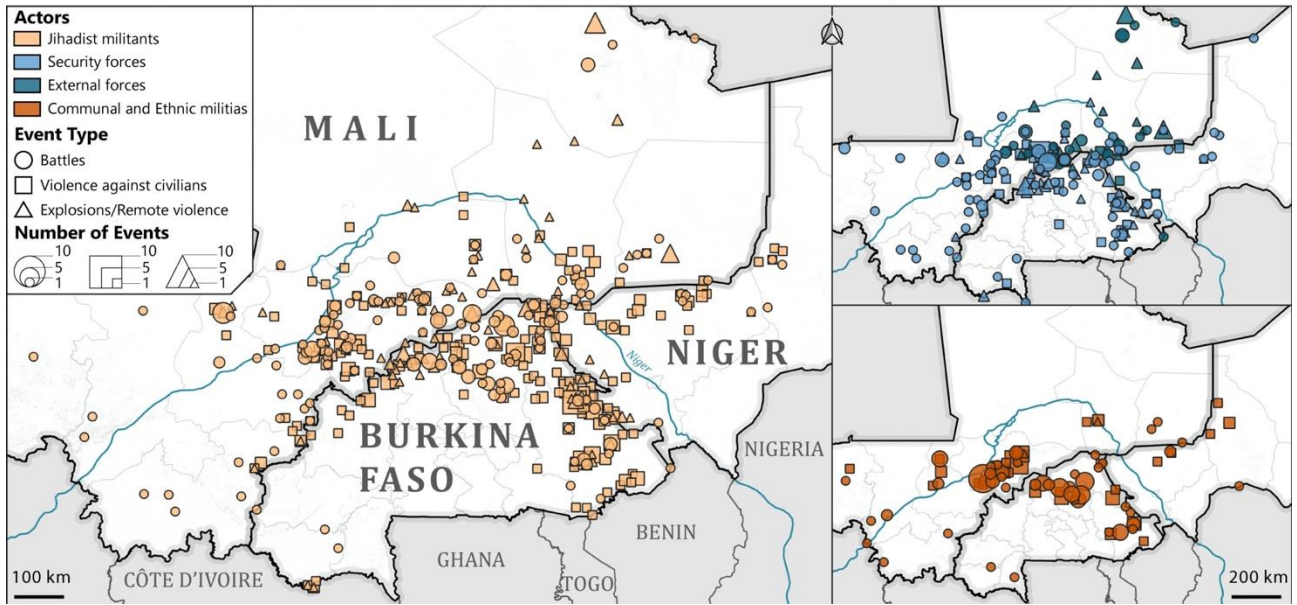 Actors
Jihadist militants
Security forces
External forces
Communal and Ethnic militias
Event Type
Battles
Violence against civilians
Explosions/Remote violence
Number of Events
10
5
1
10
5
1
10
5
1
MALI
Niger
NIGER
BURKINA
FASO
NIGERIA
BENIN
GHANA
TOGO
CÔTE D'IVOIRE
100 km
200 km